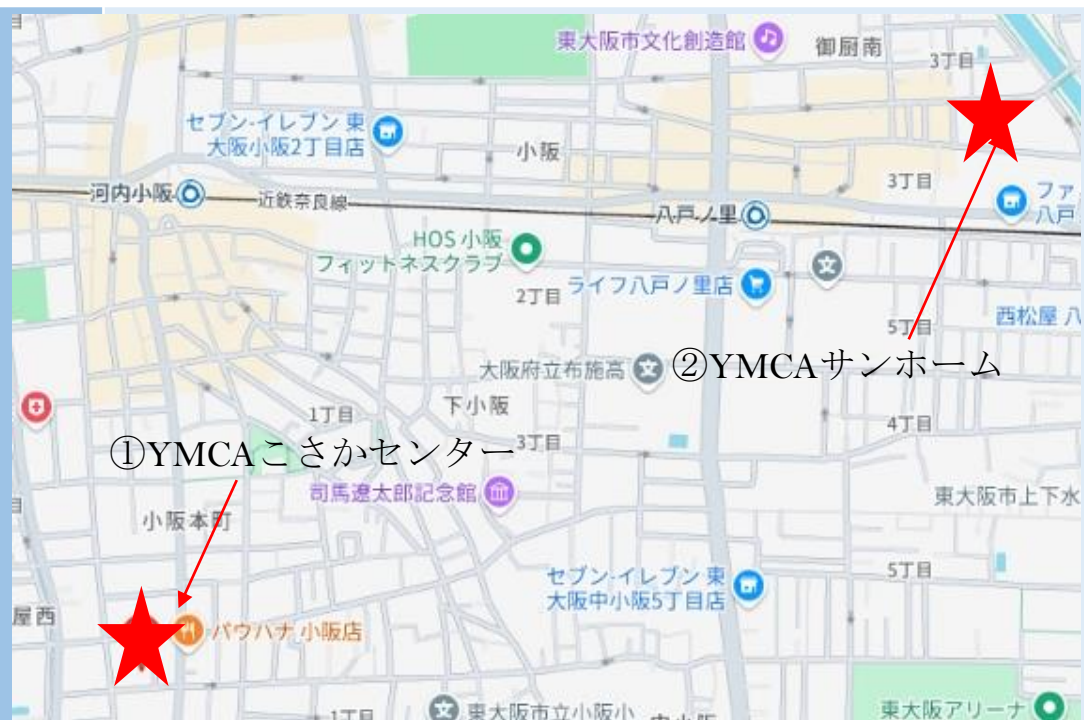 東大阪市文化創造館
御厨南
3丁目
セブン-イレブン 東
大阪小阪2丁目店
小阪
3丁目
河内小阪
近鉄奈良線
八戸ノ里
ファ
八戸
HOS 小阪
フィットネスクラブ
2丁目
ライフ八戸ノ里店
5丁目
西松屋 八
大阪府立布施高
②YMCAサンホーム
1丁目
下小阪
4丁目
①YMCAこさかセンター
3丁目
司馬遼太郎記念館
東大阪市上下水
小阪本町
セブン-イレブン 東
大阪中小阪5丁目店
5丁目
屋西
パウハナ 小阪店
1丁目
東大阪市立小阪小
東大阪アリーナ